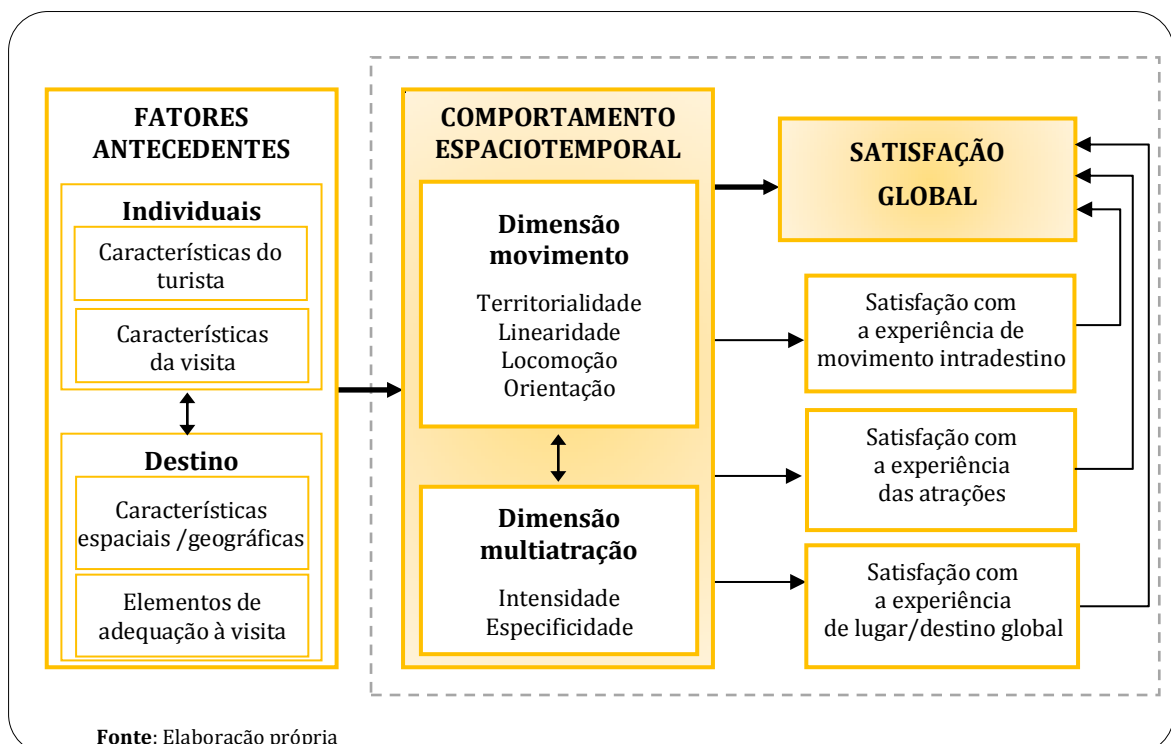 FATORES
ANTECEDENTES
Individuais
Características do
turista
Características
da visita
Destino
Características
espaciais /geográficas
Elementos de
adequação à visita
COMPORTAMENTO
ESPACIOTEMPORAL
Dimensão
movimento
Territorialidade
Linearidade
Locomoção
Orientação
Dimensão
multiatração
Intensidade
Especificidade
SATISFAÇÃO
GLOBAL
Satisfação com
a experiência de
movimento intradestino
Satisfação com
a experiência
das atrações
Satisfação com
a experiência
de lugar/destino global
Fonte: Elaboração própria